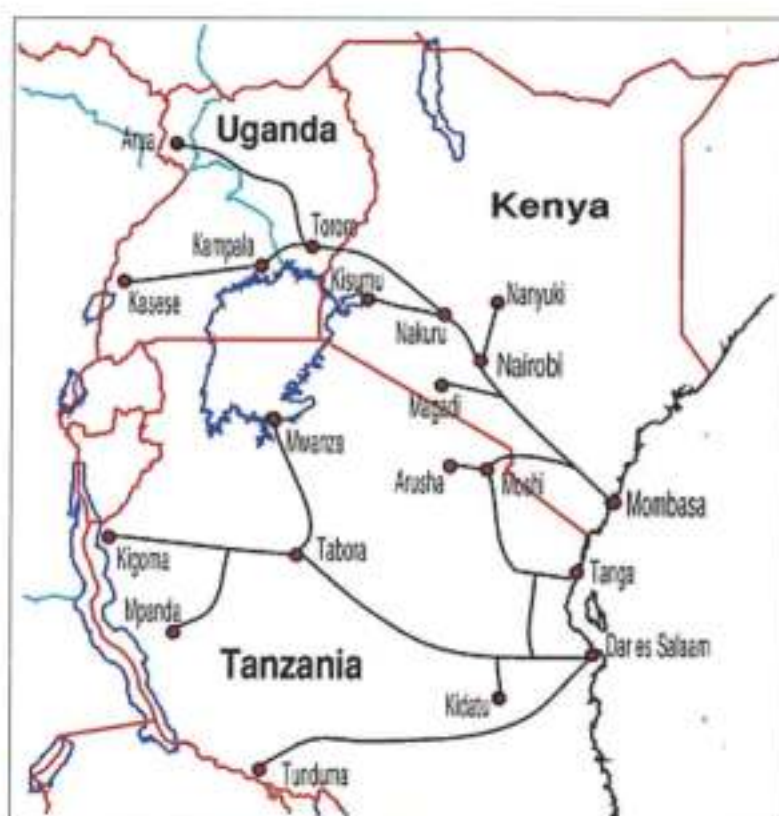 Uganda
Arua
Kenya
Tororo
Kampala
Kisumu
Nanyuki
Kasese
Nakuru
Nairobi
Magadi
Mwanza
Arusha
Moshi
Mombasa
Kigoma
Tabora
Tanga
Mpanda
Dar es Salaam
Tanzania
Kidatu
Tunduma